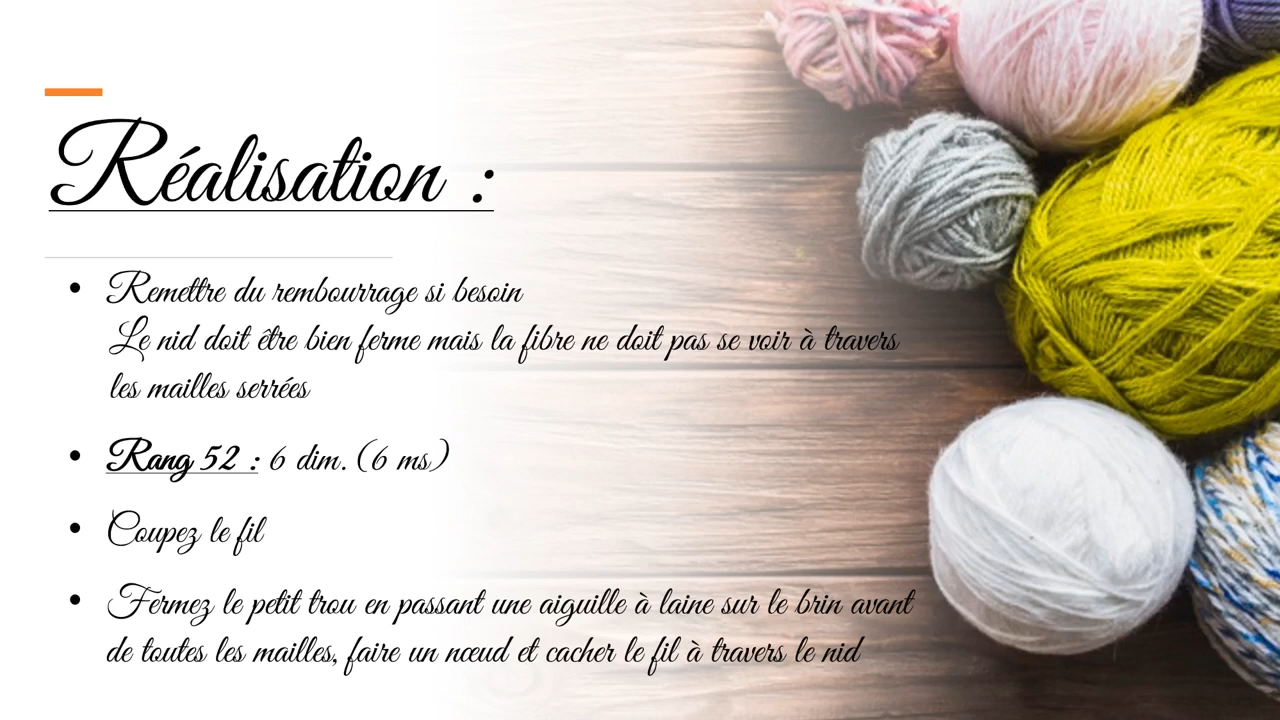 Réalisation :
• Remettre du rembourrage si besoin
Le nid doit être bien ferme mais la fibre ne doit pas se voir à travers
les mailles serrées
• Rang 52 : 6 dim. (6 ms)
• Coupez le fil
• Fermez le petit trou en passant une aiguille à laine sur le brin avant
de toutes les mailles, faire un nœud et cacher le fil à travers le nid